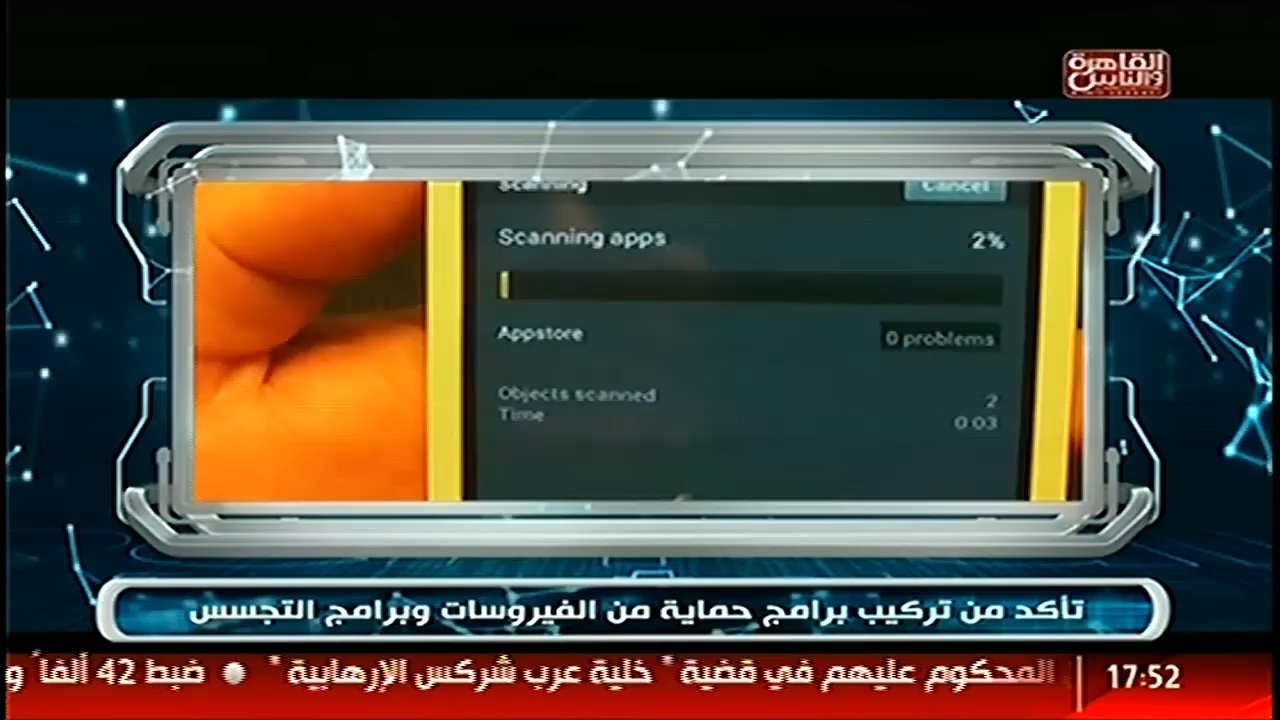 القاهرة
والناس
Scanning Cancel
Scanning apps 2%
Appstore 0 problems
Objects scanned 2
Time 0:03
تأكد من تركيب برامج حماية من الفيروسات وبرامج التجسس
17:52 المحكوم عليهم في قضية " خلية عرب شركس الإرهابية " ● ضبط 42 ألفاً و